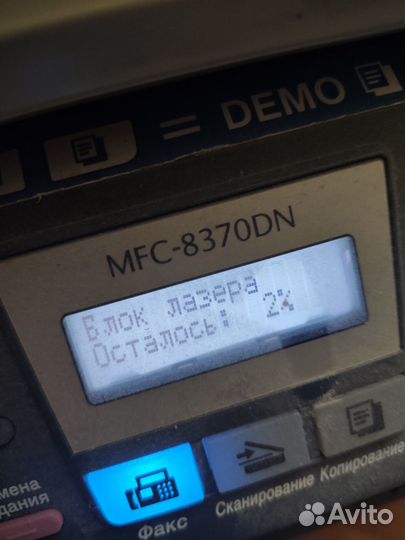 = DEMO
MFC-8370DN
Блок лазера
Осталось: 2%
мена
дания
Факс
Сканирование
Копирование
Avito